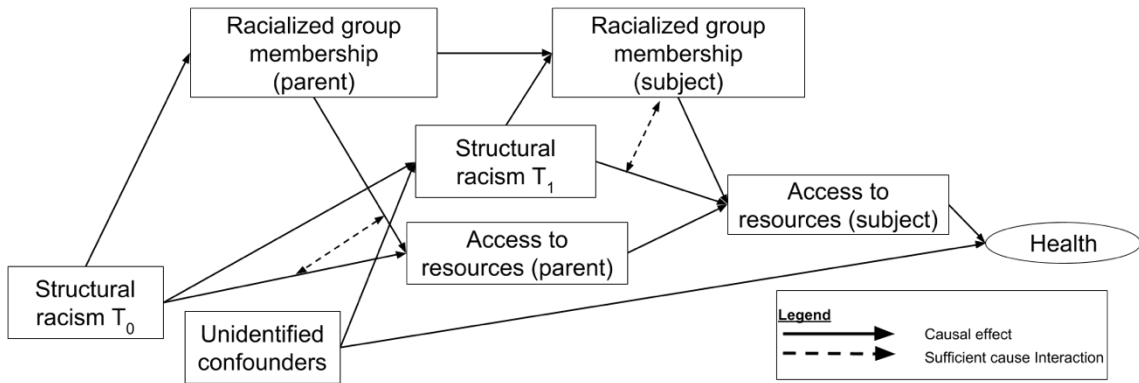 Racialized group
membership
(parent)
Racialized group
membership
(subject)
Structural
racism T₁
Access to
resources (subject)
Access to
resources (parent)
Health
Structural
racism T₀
Unidentified
confounders
Legend
Causal effect
Sufficient cause Interaction